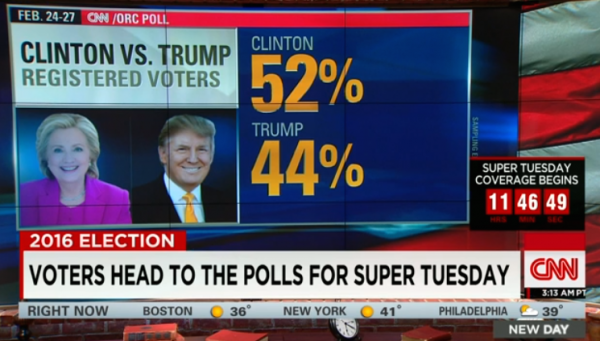 FEB. 24-27 CNN/ORC POLL
CLINTON VS. TRUMP
REGISTERED VOTERS
CLINTON
52%
TRUMP
44%
SUPER TUESDAY
COVERAGE BEGINS
11 46 49
HRS MIN SEC
2016 ELECTION
VOTERS HEAD TO THE POLLS FOR SUPER TUESDAY
CNN
3:13 AM PT
RIGHT NOW BOSTON 36° NEW YORK 41° PHILADELPHIA 39°
NEW DAY